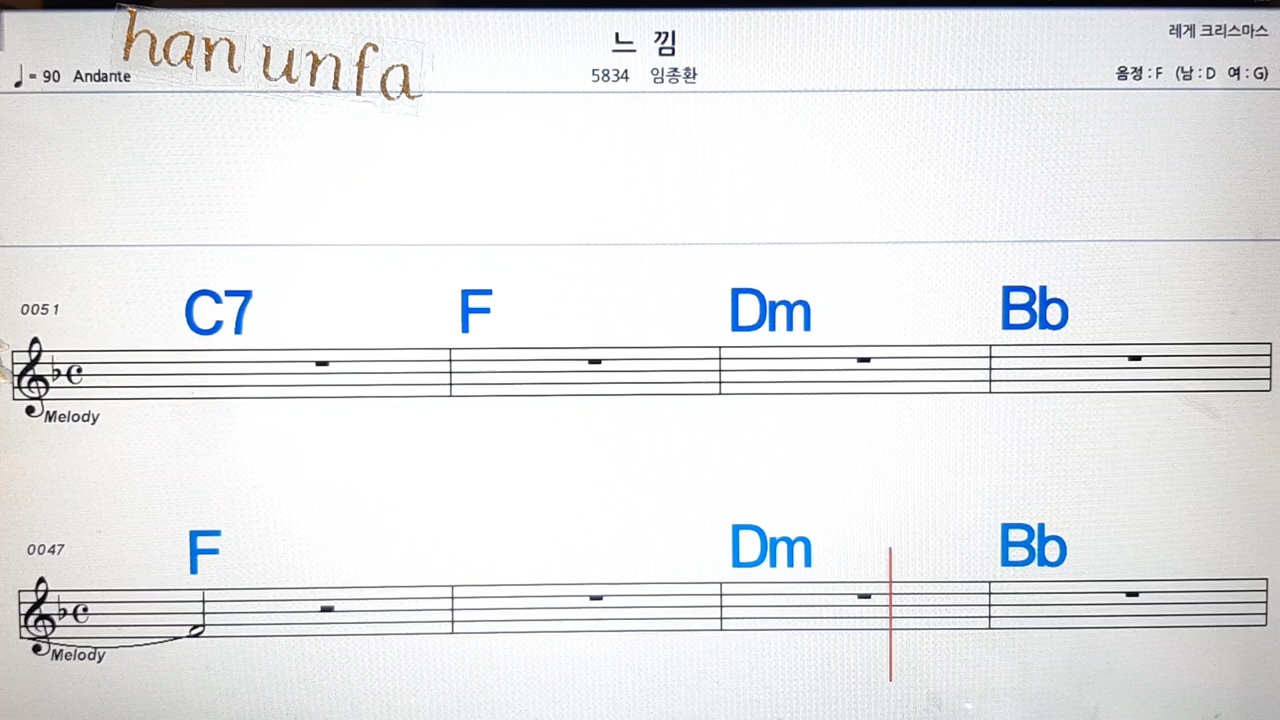 han unfa
느 낌
레게 크리스마스
♩= 90 Andante
5834 임종환
음정 : F (남 : D 여 : G)
0051
C7 F Dm Bb
Melody
0047
F Dm Bb
Melody